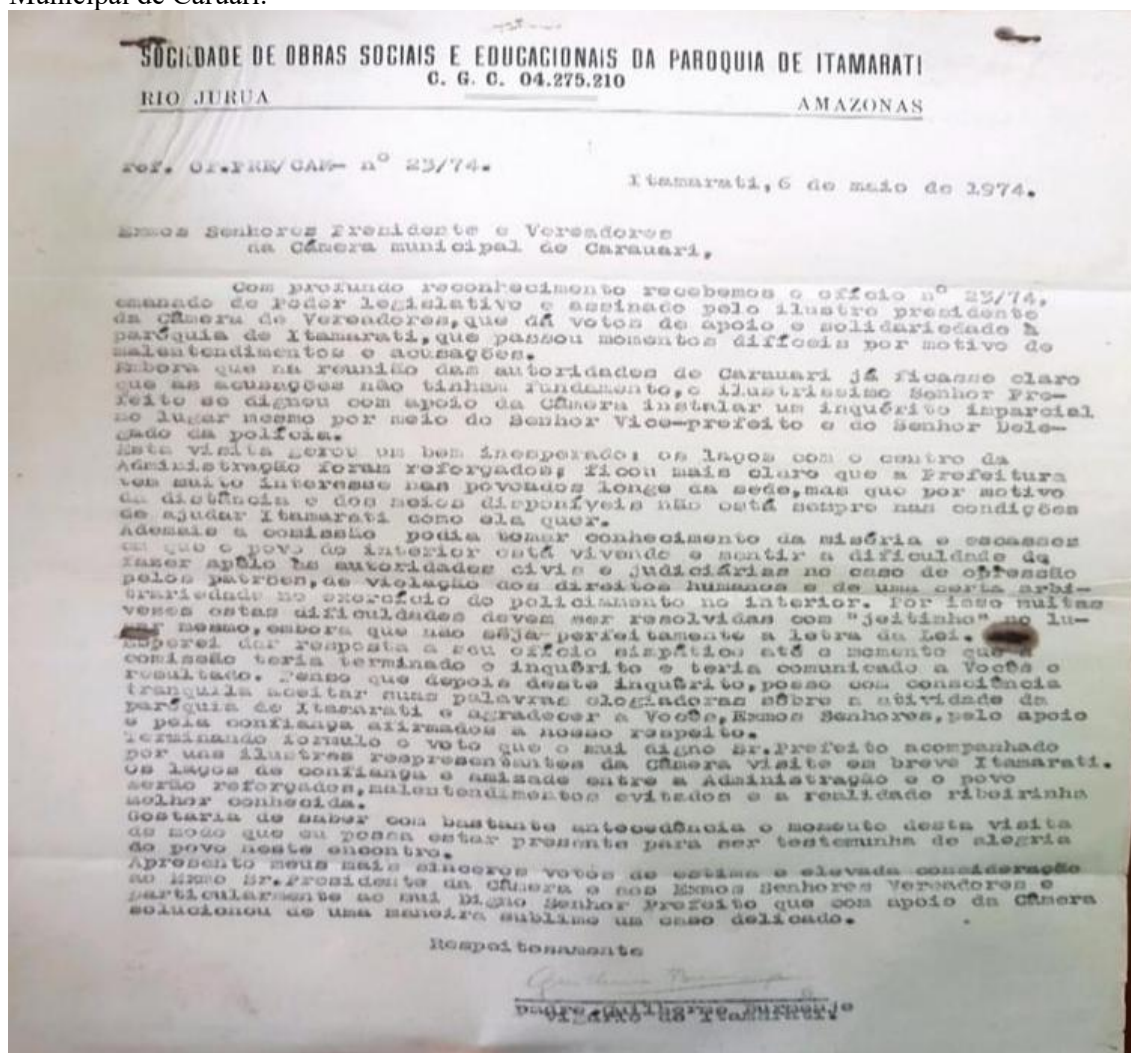 Municipal de Caruari.
SOCIEDADE DE OBRAS SOCIAIS E EDUCACIONAIS DA PAROQUIA DE ITAMARATI
C. G. C. 04.275.210
RIO JURUA
AMAZONAS
ref. OF.PRE/CAM- nº 23/74.
Itamarati, 6 de maio de 1974.
Exmos Senhores Presidente e Vereadores
da Câmera municipal de Carauari,
Com profundo reconhecimento recebemos o ofício nº 23/74,
emanado do Poder legislativo e assinado pelo ilustre presidente
da Câmera de Vereadores, que dá votos de apoio e solidariedade à
paróquia de Itamarati, que passou momentos difíceis por motivo de
malentendimentos e acusações.
Embora que na reunião das autoridades de Carauari já ficasse claro
que as acusações não tinham fundamento, o ilustríssimo Senhor Pre-
feito se dignou com apoio da Câmera instalar um inquérito imparcial
no lugar mesmo por meio do Senhor Vice-prefeito e do Senhor Dele-
gado da polícia.
Esta visita gerou um bem inesperado: os laços com o centro da
Administração foram reforçados; ficou mais claro que a Prefeitura
tem muito interesse nas povoados longe da sede, mas que por motivo
da distância e dos meios disponíveis não está sempre nas condições
de ajudar Itamarati como ela quer.
Ademais a comissão podia tomar conhecimento da miséria e escassez
em que o povo do interior está vivendo e sentir a dificuldade de
fazer apêlo às autoridades civis e judiciárias no caso de opressão
pelos patrões, de violação dos direitos humanos e de uma certa arbi-
trariedade no exercício do policiamento no interior. Por isso muitas
vezes estas dificuldades devem ser resolvidas com "jeitinho" no lu-
gar mesmo, embora que não seja perfeitamente a letra da Lei.
Esperei dar resposta a seu ofício simpático até o momento que a
comissão teria terminado o inquérito e teria comunicado a Vocês o
resultado. Penso que depois deste inquérito, posso com consciência
tranquila aceitar suas palavras elogiadoras sôbre a atividade da
paróquia de Itamarati e agradecer a Vocês, Exmos Senhores, pelo apoio
e pela confiança afirmados a nosso respeito.
Terminando formulo o voto que o mui digno Sr.Prefeito acompanhado
por uns ilustres respresentantes da Câmera visite em breve Itamarati.
Os laços de confiança e amizade entre a Administração e o povo
serão reforçados, malentendimentos evitados e a realidade ribeirinha
melhor conhecida.
Gostaria de saber com bastante antecedência o momento desta visita
de modo que eu possa estar presente para ser testeminha de alegria
do povo neste encontro.
Apresento meus mais sinceros votos de estima e elevada consideração
ao Exmo Sr.Presidente da Câmera e aos Exmos Senhores Vereadores e
particularmente ao mui Digno Senhor Prefeito que com apoio da Câmera
solucionou de uma maneira sublime um caso delicado.
Respeitosamente
Padre Guilherme
Vigário de Itamarati.